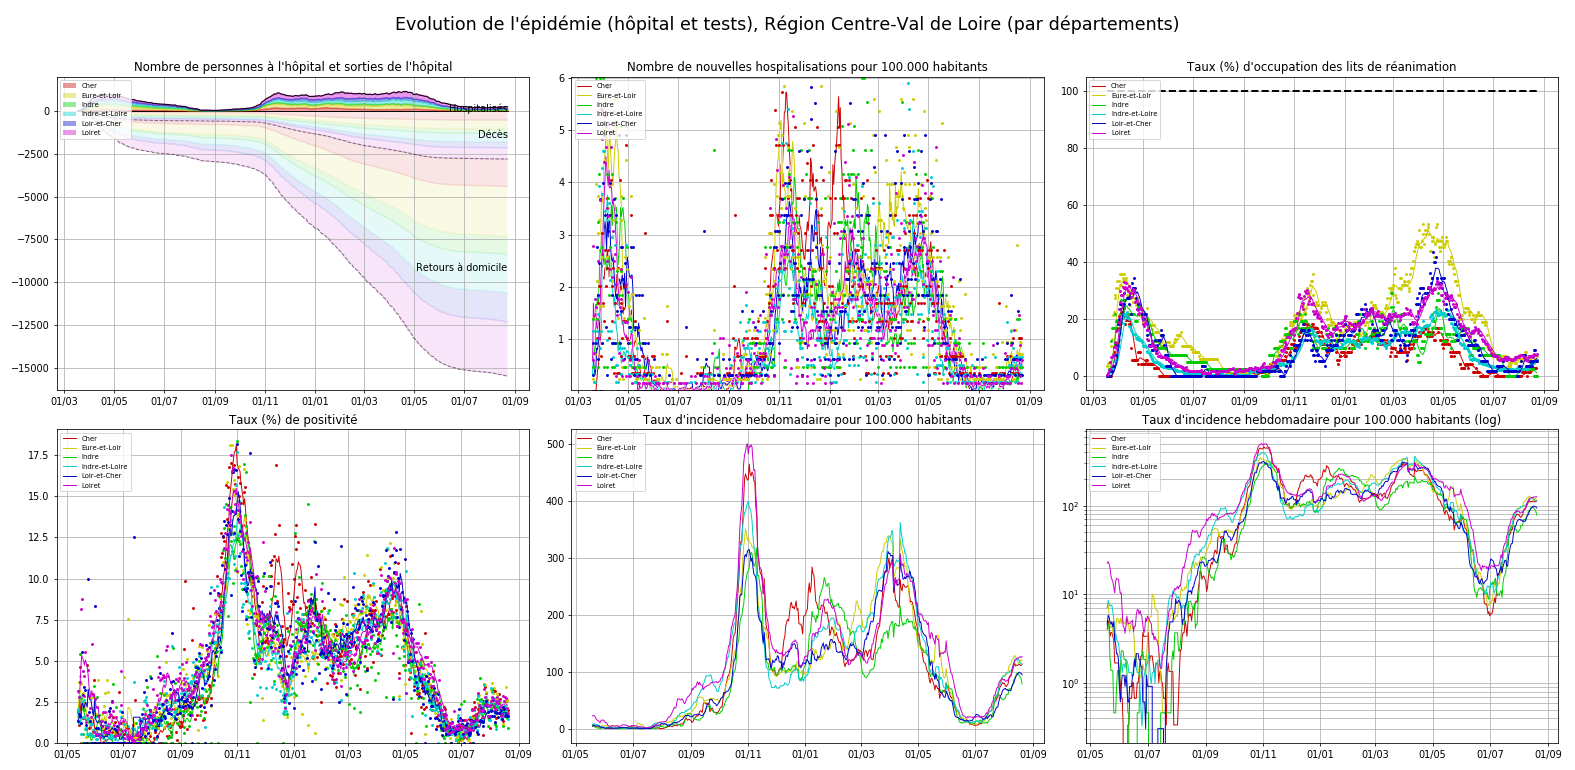 Evolution de l'épidémie (hôpital et tests), Région Centre-Val de Loire (par départements)
Nombre de personnes à l'hôpital et sorties de l'hôpital
Cher
Eure-et-Loir
Indre
Indre-et-Loire
Loir-et-Cher
Loiret
Hospitalisés
Décès
Retours à domicile
0
−2500
−5000
−7500
−10000
−12500
−15000
01/03 01/05 01/07 01/09 01/11 01/01 01/03 01/05 01/07 01/09
Nombre de nouvelles hospitalisations pour 100.000 habitants
Cher
Eure-et-Loir
Indre
Indre-et-Loire
Loir-et-Cher
Loiret
6
5
4
3
2
1
01/03 01/05 01/07 01/09 01/11 01/01 01/03 01/05 01/07 01/09
Taux (%) d'occupation des lits de réanimation
Cher
Eure-et-Loir
Indre
Indre-et-Loire
Loir-et-Cher
Loiret
100
80
60
40
20
0
01/03 01/05 01/07 01/09 01/11 01/01 01/03 01/05 01/07 01/09
Taux (%) de positivité
Cher
Eure-et-Loir
Indre
Indre-et-Loire
Loir-et-Cher
Loiret
17.5
15.0
12.5
10.0
7.5
5.0
2.5
0.0
01/05 01/07 01/09 01/11 01/01 01/03 01/05 01/07 01/09
Taux d'incidence hebdomadaire pour 100.000 habitants
Cher
Eure-et-Loir
Indre
Indre-et-Loire
Loir-et-Cher
Loiret
500
400
300
200
100
0
01/05 01/07 01/09 01/11 01/01 01/03 01/05 01/07 01/09
Taux d'incidence hebdomadaire pour 100.000 habitants (log)
Cher
Eure-et-Loir
Indre
Indre-et-Loire
Loir-et-Cher
Loiret
10²
10¹
10⁰
01/05 01/07 01/09 01/11 01/01 01/03 01/05 01/07 01/09